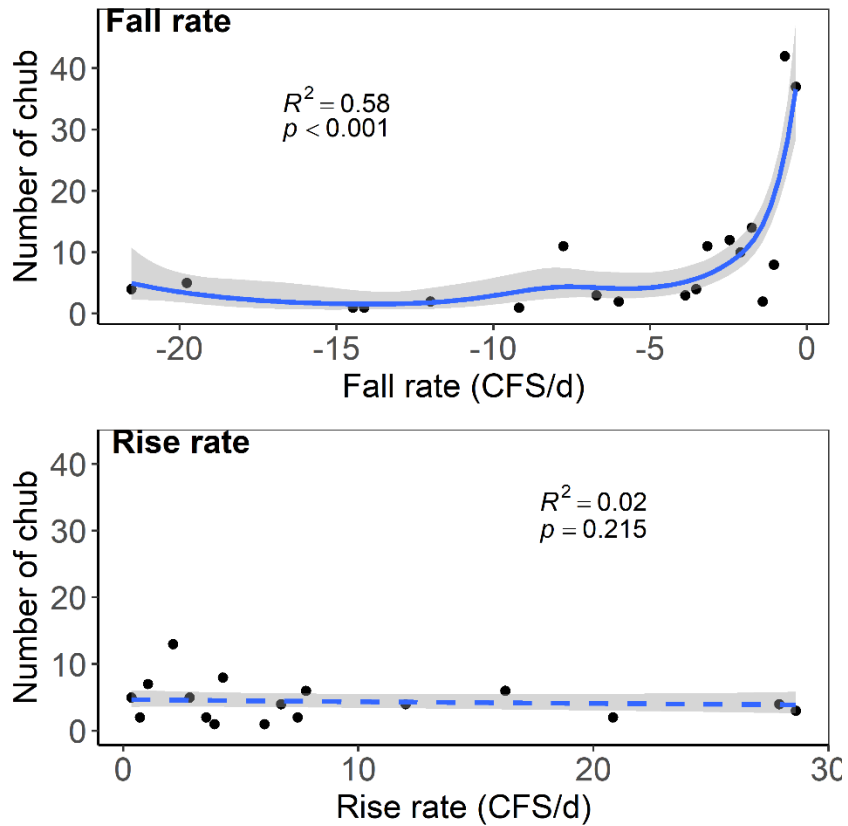 Fall rate
R² = 0.58
p < 0.001
Number of chub
40
30
20
10
0
-20
-15
-10
-5
0
Fall rate (CFS/d)
Rise rate
R² = 0.02
p = 0.215
Number of chub
40
30
20
10
0
0
10
20
30
Rise rate (CFS/d)